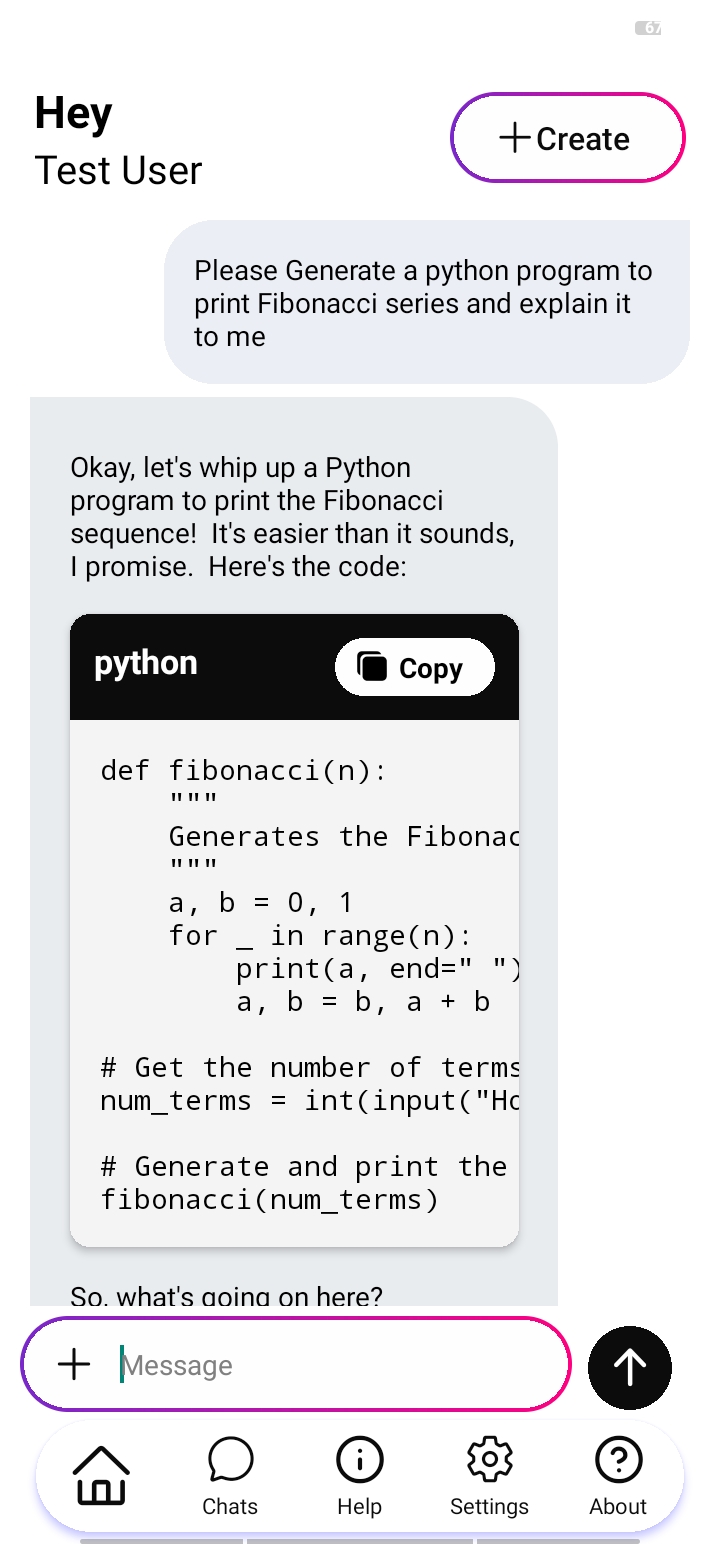 67
Hey
Test User
Create
Please Generate a python program to
print Fibonacci series and explain it
to me
Okay, let's whip up a Python
program to print the Fibonacci
sequence!  It's easier than it sounds,
I promise.  Here's the code:
python
Copy
def fibonacci(n):
    """
    Generates the Fibonac
    """
    a, b = 0, 1
    for _ in range(n):
        print(a, end=" ")
        a, b = b, a + b
# Get the number of terms
num_terms = int(input("Ho
# Generate and print the
fibonacci(num_terms)
So, what's going on here?
Message
Chats
Help
Settings
About